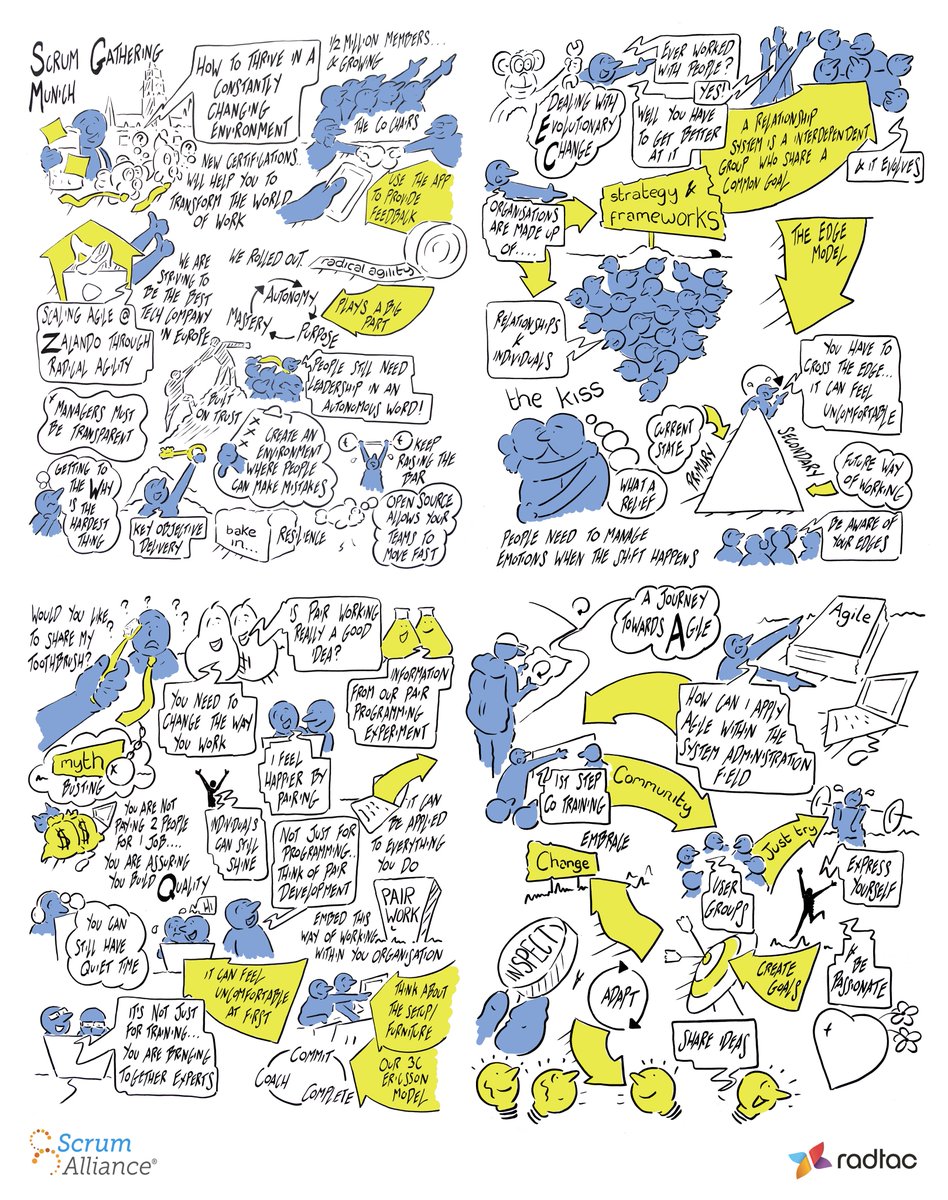 SCRUM GATHERING
MUNICH
HOW TO THRIVE IN A
CONSTANTLY
CHANGING
ENVIRONMENT
1/2 MILLION MEMBERS...
& GROWING
THE CO CHAIRS
NEW CERTIFICATIONS...
WILL HELP YOU TO
TRANSFORM THE WORLD
OF WORK
USE THE APP
TO PROVIDE
FEEDBACK
WE ARE
STRIVING TO
BE THE BEST
TECH COMPANY
IN EUROPE
SCALING AGILE @
ZALANDO THROUGH
RADICAL AGILITY
WE ROLLED OUT..
radical agility
AUTONOMY
MASTERY
PURPOSE
PLAYS A BIG
PART
BUILT
ON TRUST
PEOPLE STILL NEED
LEADERSHIP IN AN
AUTONOMOUS WORD!
MANAGERS MUST
BE TRANSPARENT
CREATE AN
ENVIRONMENT
WHERE PEOPLE
CAN MAKE MISTAKES
KEEP
RAISING THE
BAR
GETTING TO
THE WHY
IS THE
HARDEST
THING
KEY OBJECTIVE
DELIVERY
bake
in...
RESILIENCE
OPEN SOURCE
ALLOWS YOUR
TEAMS TO
MOVE FAST
DEALING WITH
EVOLUTIONARY
CHANGE
EVER WORKED
WITH PEOPLE?
YES!
WELL YOU HAVE
TO GET BETTER
AT IT
A RELATIONSHIP
SYSTEM IS A INTERDEPENDENT
GROUP WHO SHARE A
COMMON GOAL
& IT EVOLVES
ORGANISATIONS
ARE MADE UP
OF....
strategy &
frameworks
THE EDGE
MODEL
RELATIONSHIPS
&
INDIVIDUALS
the kiss
WHAT A
RELIEF
PEOPLE NEED TO MANAGE
EMOTIONS WHEN THE SHIFT HAPPENS
YOU HAVE TO
CROSS THE EDGE...
IT CAN FEEL
UNCOMFORTABLE
CURRENT
STATE
PRIMARY
SECONDARY
FUTURE WAY
OF WORKING
BE AWARE OF
YOUR EDGES
WOULD YOU LIKE
TO SHARE MY
TOOTHBRUSH?
IS PAIR WORKING
REALLY A GOOD
IDEA?
YOU NEED TO
CHANGE THE WAY
YOU WORK
INFORMATION
FROM OUR PAIR
PROGRAMMING
EXPERIMENT
myth
BUSTING
I FEEL
HAPPIER BY
PAIRING
$ $
YOU ARE NOT
PAYING 2 PEOPLE
FOR 1 JOB....
YOU ARE ASSURING
YOU BUILD QUALITY
INDIVIDUALS
CAN STILL
SHINE
NOT JUST FOR
PROGRAMMING..
THINK OF PAIR
DEVELOPMENT
IT CAN
BE APPLIED
TO EVERYTHING
YOU DO
YOU CAN
STILL HAVE
QUIET TIME
HI
PAIR
WORK
EMBED THIS
WAY OF WORKING
WITHIN YOU ORGANISATION
IT CAN FEEL
UNCOMFORTABLE
AT FIRST
THINK ABOUT
THE SETUP/
FURNITURE
IT'S NOT JUST
FOR TRAINING...
YOU ARE BRINGING
TOGETHER EXPERTS
COMMIT
COACH
COMPLETE
OUR 3C
ERICSSON
MODEL
A JOURNEY
TOWARDS AGILE
Agile
HOW CAN I APPLY
AGILE WITHIN THE
SYSTEM ADMINISTRATION
FIELD
1ST STEP
CO TRAINING
Community
EMBRALE
Change
USER
GROUPS
Just try
EXPRESS
YOURSELF
INSPECT
&
ADAPT
CREATE
GOALS
& BE
PASSIONATE
SHARE IDEAS
Scrum
Alliance®
radtac